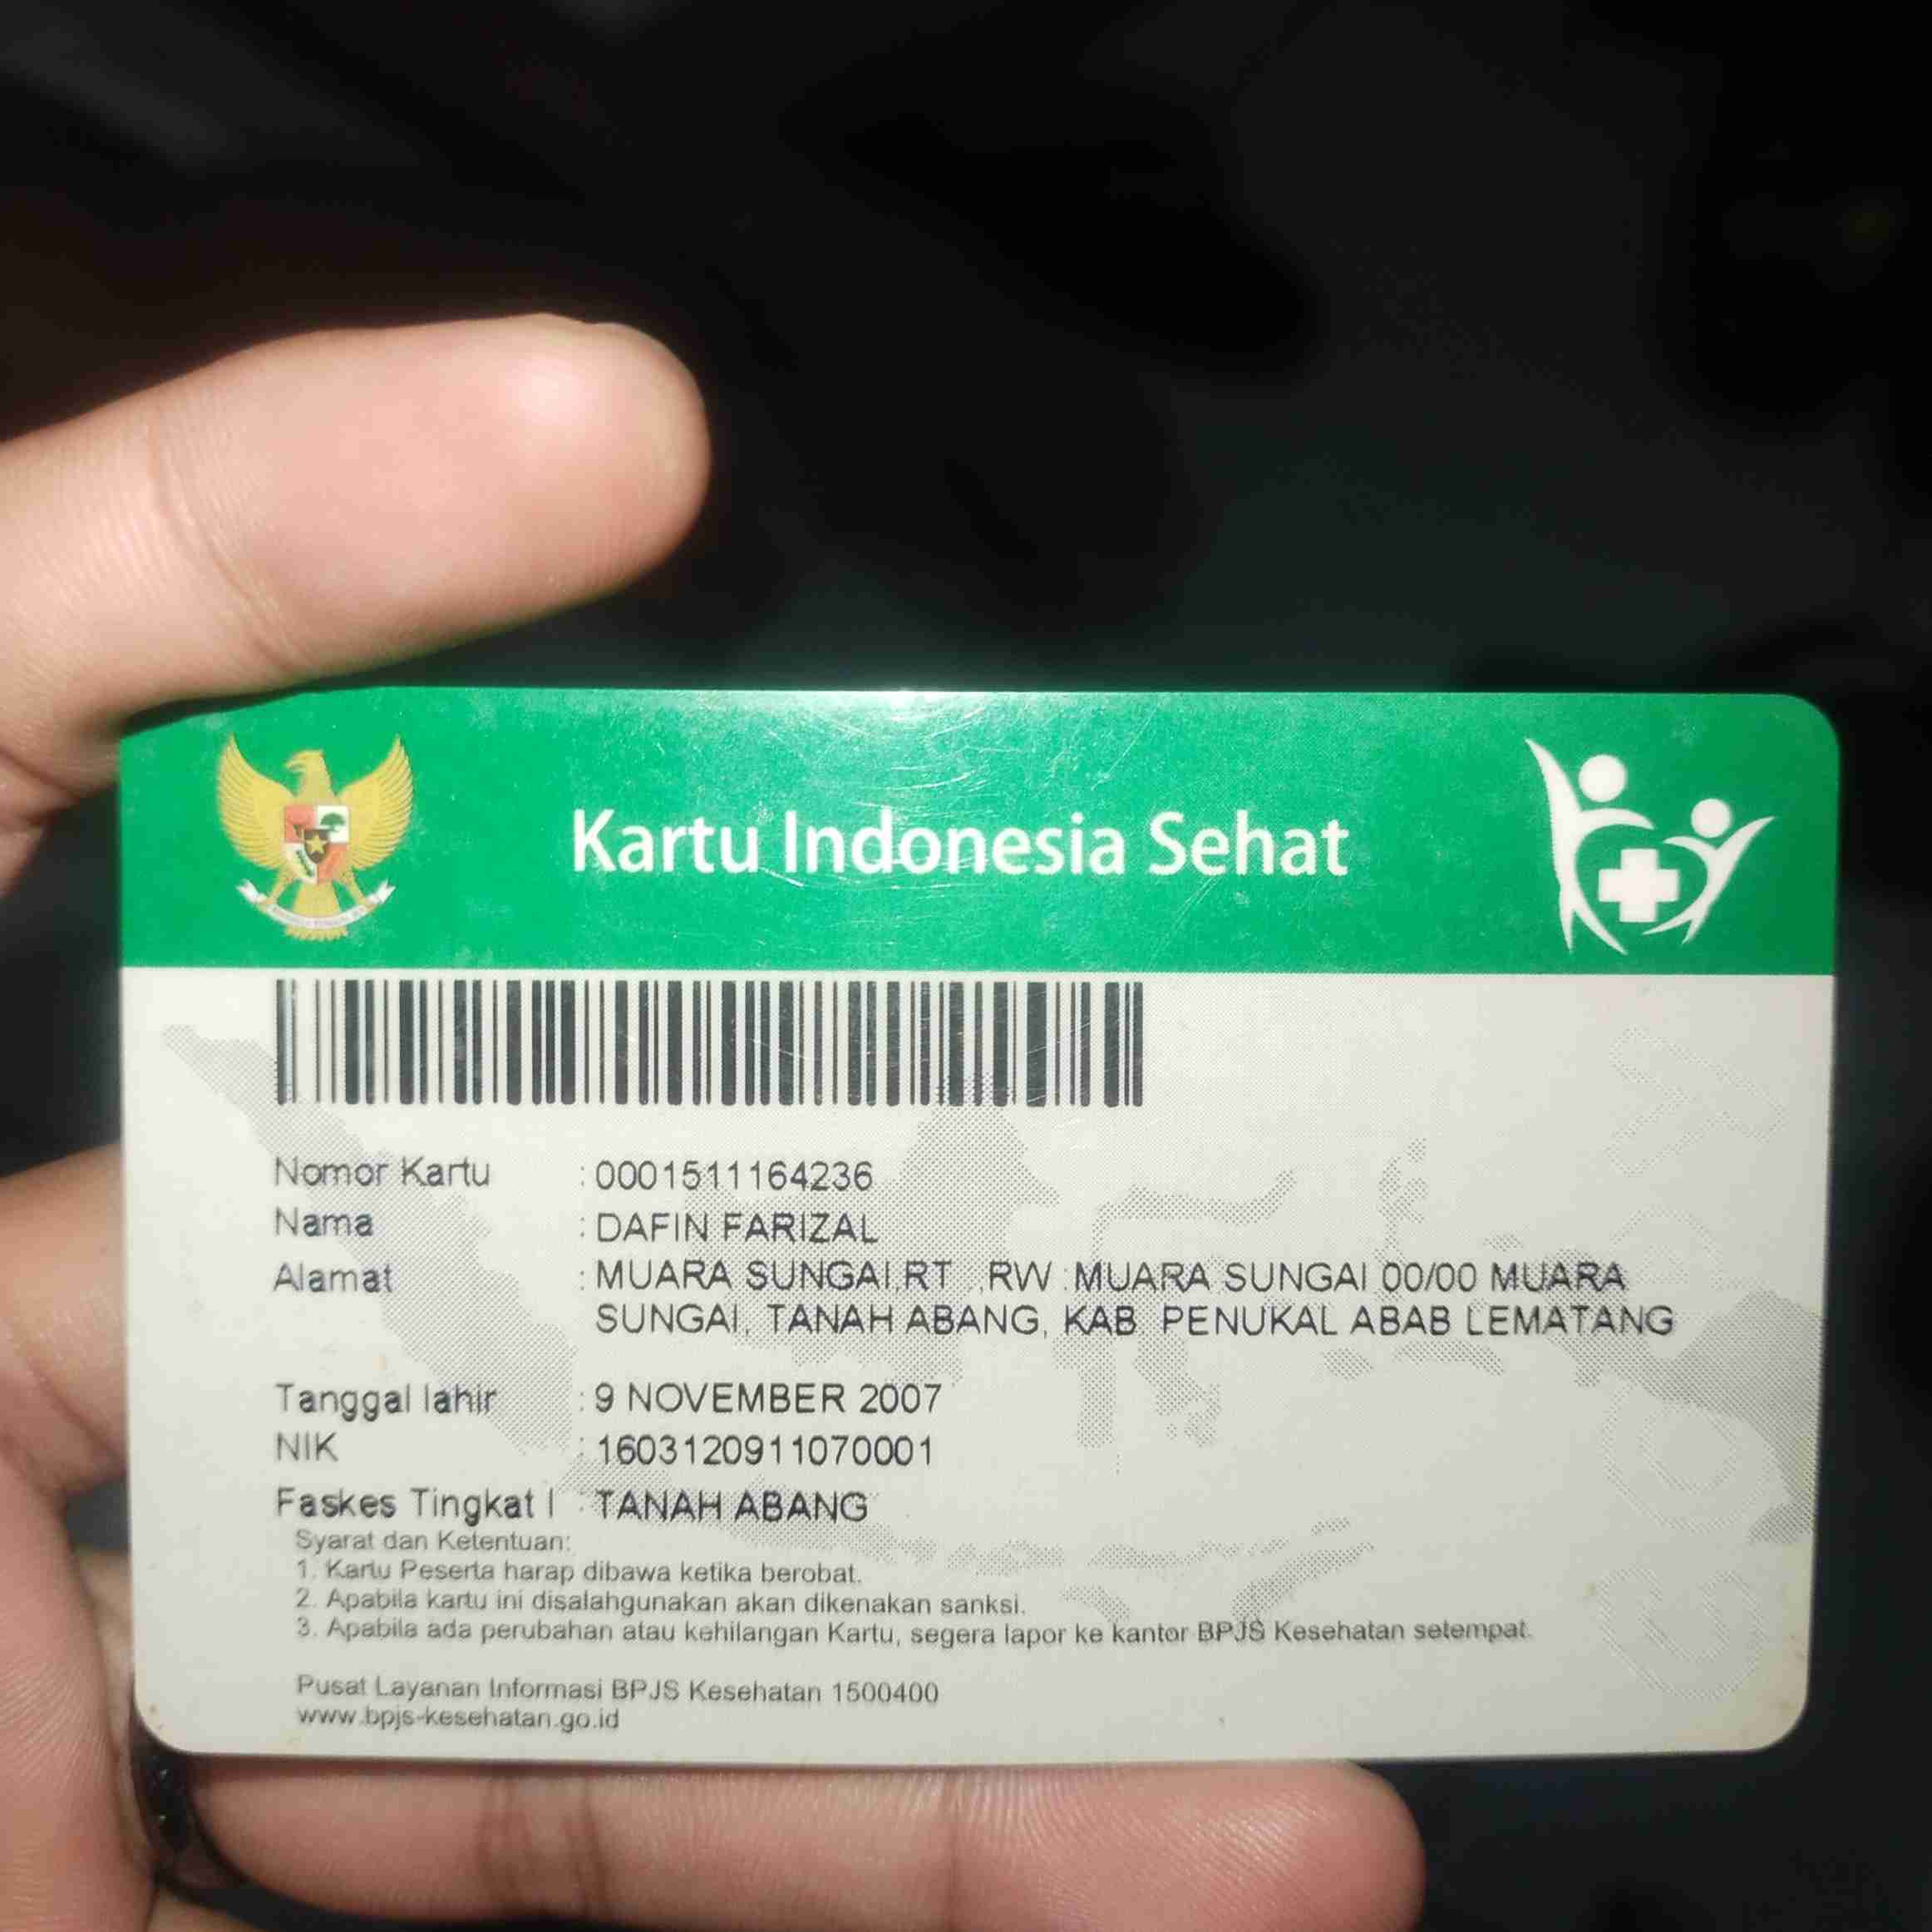 Kartu Indonesia Sehat
Nomor Kartu : 0001511164236
Nama : DAFIN FARIZAL
Alamat : MUARA SUNGAI,RT ,RW :MUARA SUNGAI 00/00 MUARA
SUNGAI, TANAH ABANG, KAB. PENUKAL ABAB LEMATANG
Tanggal lahir : 9 NOVEMBER 2007
NIK : 1603120911070001
Faskes Tingkat I : TANAH ABANG
Syarat dan Ketentuan:
1. Kartu Peserta harap dibawa ketika berobat.
2. Apabila kartu ini disalahgunakan akan dikenakan sanksi.
3. Apabila ada perubahan atau kehilangan Kartu, segera lapor ke kantor BPJS Kesehatan setempat.
Pusat Layanan Informasi BPJS Kesehatan 1500400
www.bpjs-kesehatan.go.id